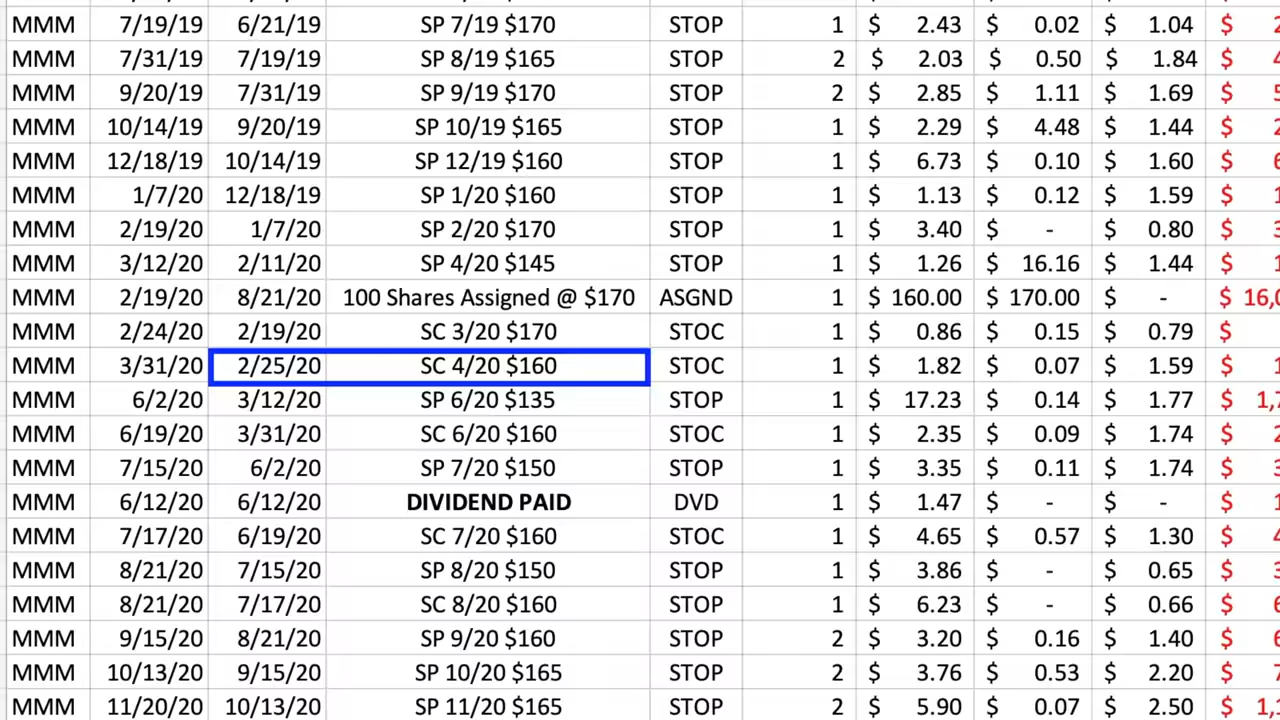 MMM 7/19/19 6/21/19 SP 7/19 $170 STOP 1 $ 2.43 $ 0.02 $ 1.04 $
MMM 7/31/19 7/19/19 SP 8/19 $165 STOP 2 $ 2.03 $ 0.50 $ 1.84 $
MMM 9/20/19 7/31/19 SP 9/19 $170 STOP 2 $ 2.85 $ 1.11 $ 1.69 $
MMM 10/14/19 9/20/19 SP 10/19 $165 STOP 1 $ 2.29 $ 4.48 $ 1.44 $
MMM 12/18/19 10/14/19 SP 12/19 $160 STOP 1 $ 6.73 $ 0.10 $ 1.60 $
MMM 1/7/20 12/18/19 SP 1/20 $160 STOP 1 $ 1.13 $ 0.12 $ 1.59 $
MMM 2/19/20 1/7/20 SP 2/20 $170 STOP 1 $ 3.40 $ - $ 0.80 $
MMM 3/12/20 2/11/20 SP 4/20 $145 STOP 1 $ 1.26 $ 16.16 $ 1.44 $
MMM 2/19/20 8/21/20 100 Shares Assigned @ $170 ASGND 1 $ 160.00 $ 170.00 $ - $ 16,
MMM 2/24/20 2/19/20 SC 3/20 $170 STOC 1 $ 0.86 $ 0.15 $ 0.79 $
MMM 3/31/20 2/25/20 SC 4/20 $160 STOC 1 $ 1.82 $ 0.07 $ 1.59 $
MMM 6/2/20 3/12/20 SP 6/20 $135 STOP 1 $ 17.23 $ 0.14 $ 1.77 $ 1,
MMM 6/19/20 3/31/20 SC 6/20 $160 STOC 1 $ 2.35 $ 0.09 $ 1.74 $
MMM 7/15/20 6/2/20 SP 7/20 $150 STOP 1 $ 3.35 $ 0.11 $ 1.74 $
MMM 6/12/20 6/12/20 DIVIDEND PAID DVD 1 $ 1.47 $ - $ - $
MMM 7/17/20 6/19/20 SC 7/20 $160 STOC 1 $ 4.65 $ 0.57 $ 1.30 $
MMM 8/21/20 7/15/20 SP 8/20 $150 STOP 1 $ 3.86 $ - $ 0.65 $
MMM 8/21/20 7/17/20 SC 8/20 $160 STOP 1 $ 6.23 $ - $ 0.66 $
MMM 9/15/20 8/21/20 SP 9/20 $160 STOP 2 $ 3.20 $ 0.16 $ 1.40 $
MMM 10/13/20 9/15/20 SP 10/20 $165 STOP 2 $ 3.76 $ 0.53 $ 2.20 $
MMM 11/20/20 10/13/20 SP 11/20 $165 STOP 2 $ 5.90 $ 0.07 $ 2.50 $ 1,